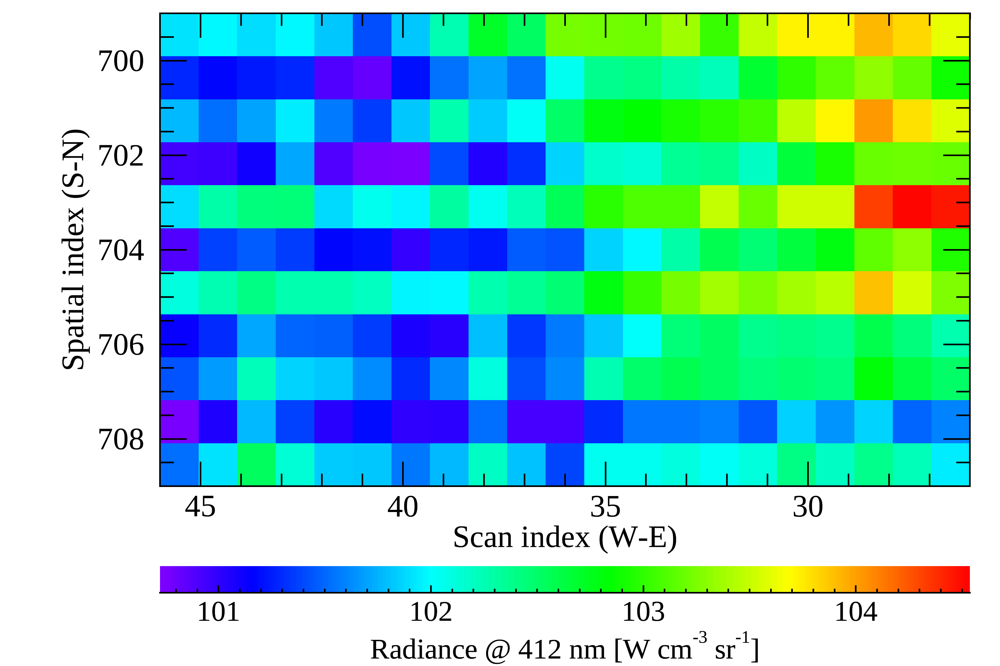 700
702
704
706
708
Spatial index (S-N)
45 40 35 30
Scan index (W-E)
101 102 103 104
Radiance @ 412 nm [W cm⁻³ sr⁻¹]